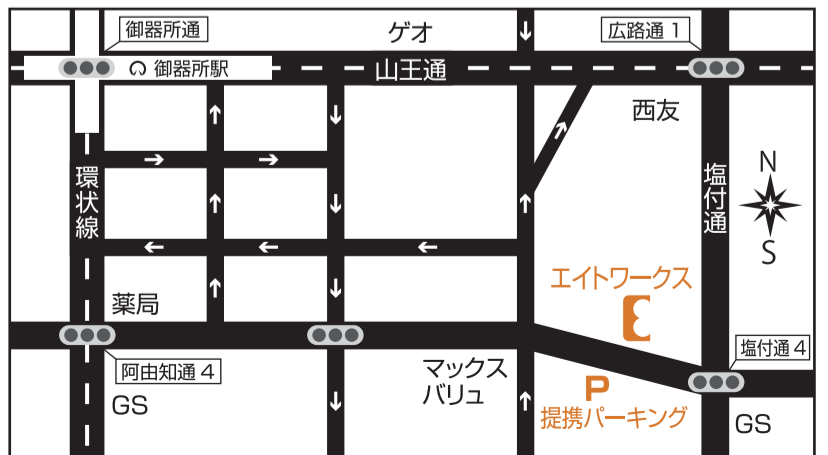 御器所通
ゲオ
広路通1
御器所駅
山王通
西友
環状線
塩付通
N
S
エイトワークス
薬局
阿由知通4
マックス
バリュ
塩付通4
P
提携パーキング
GS
GS